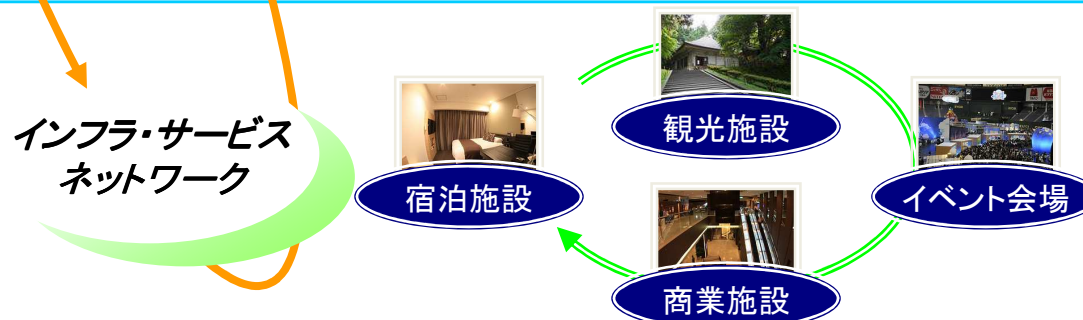 インフラ・サービス
ネットワーク
観光施設
宿泊施設
イベント会場
商業施設